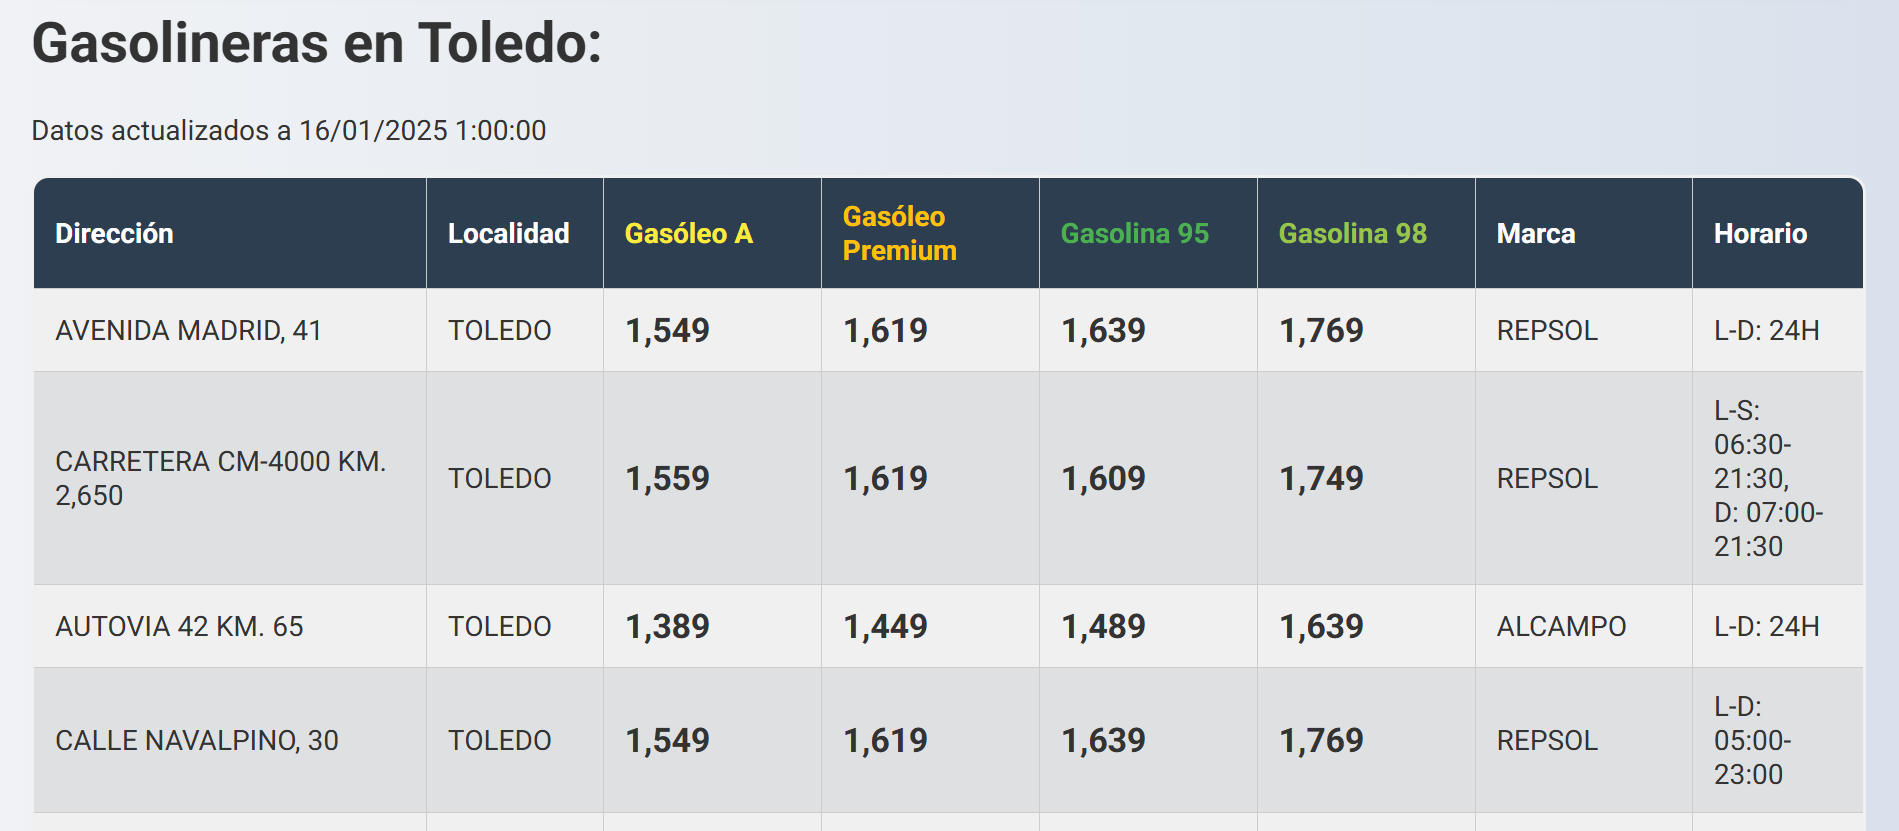 Gasolineras en Toledo:
Datos actualizados a 16/01/2025 1:00:00
Dirección Localidad Gasóleo A Gasóleo Premium Gasolina 95 Gasolina 98 Marca Horario
AVENIDA MADRID, 41 TOLEDO 1,549 1,619 1,639 1,769 REPSOL L-D: 24H
CARRETERA CM-4000 KM. 2,650 TOLEDO 1,559 1,619 1,609 1,749 REPSOL L-S: 06:30-21:30, D: 07:00-21:30
AUTOVIA 42 KM. 65 TOLEDO 1,389 1,449 1,489 1,639 ALCAMPO L-D: 24H
CALLE NAVALPINO, 30 TOLEDO 1,549 1,619 1,639 1,769 REPSOL L-D: 05:00-23:00